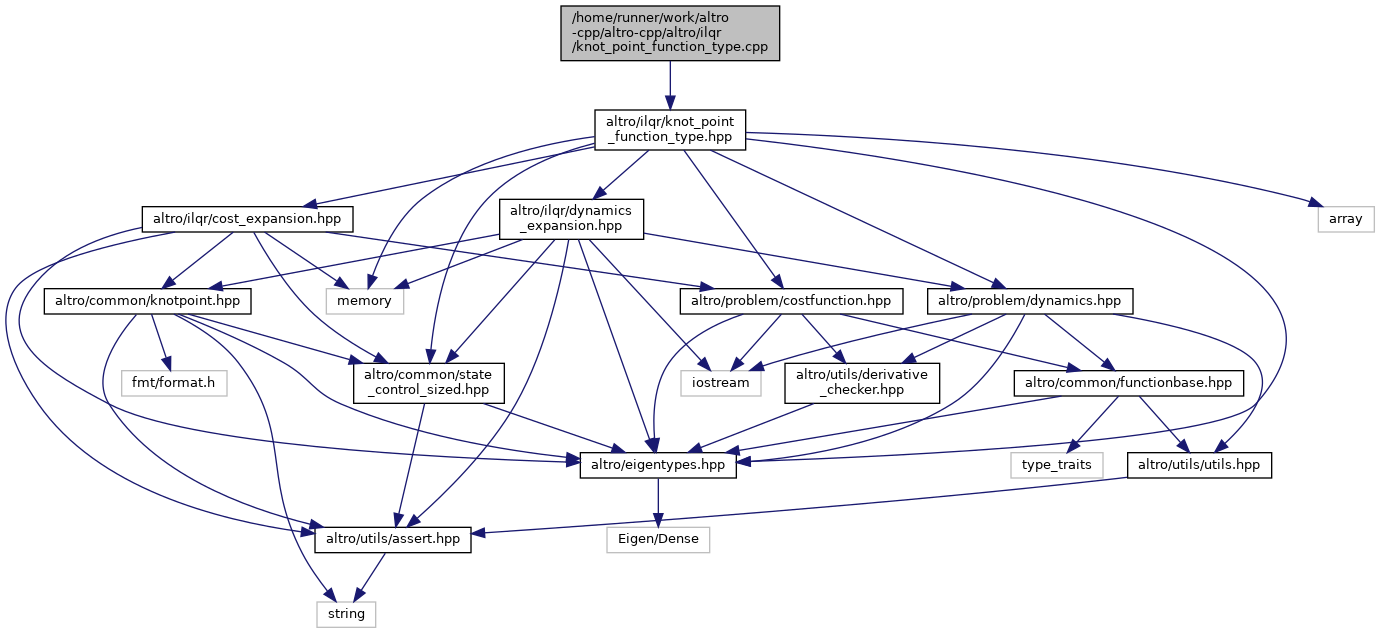 /home/runner/work/altro
-cpp/altro-cpp/altro/ilqr
/knot_point_function_type.cpp
altro/ilqr/knot_point
_function_type.hpp
altro/ilqr/cost_expansion.hpp
altro/ilqr/dynamics
_expansion.hpp
array
altro/common/knotpoint.hpp
memory
altro/problem/costfunction.hpp
altro/problem/dynamics.hpp
fmt/format.h
altro/common/state
_control_sized.hpp
iostream
altro/utils/derivative
_checker.hpp
altro/common/functionbase.hpp
altro/eigentypes.hpp
type_traits
altro/utils/utils.hpp
altro/utils/assert.hpp
Eigen/Dense
string